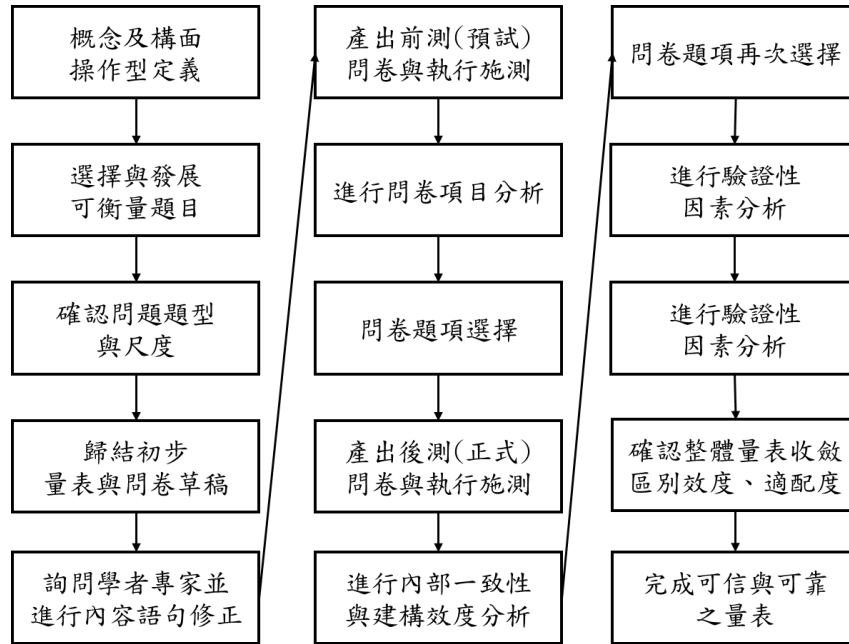 概念及構面
操作型定義
選擇與發展
可衡量題目
確認問題題型
與尺度
歸結初步
量表與問卷草稿
詢問學者專家並
進行內容語句修正
產出前測(預試)
問卷與執行施測
進行問卷項目分析
問卷題項選擇
產出後測(正式)
問卷與執行施測
進行內部一致性
與建構效度分析
問卷題項再次選擇
進行驗證性
因素分析
進行驗證性
因素分析
確認整體量表收斂
區別效度、適配度
完成可信與可靠
之量表